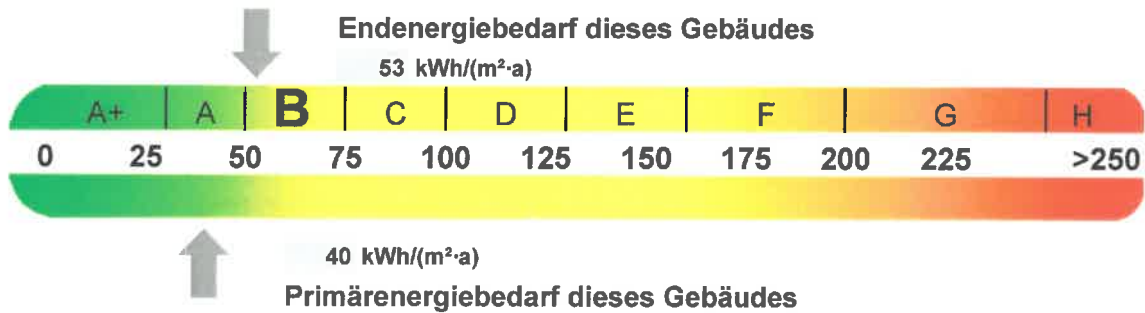 Endenergiebedarf dieses Gebäudes
53 kWh/(m²·a)
A+ A B C D E F G H
0 25 50 75 100 125 150 175 200 225 >250
40 kWh/(m²·a)
Primärenergiebedarf dieses Gebäudes